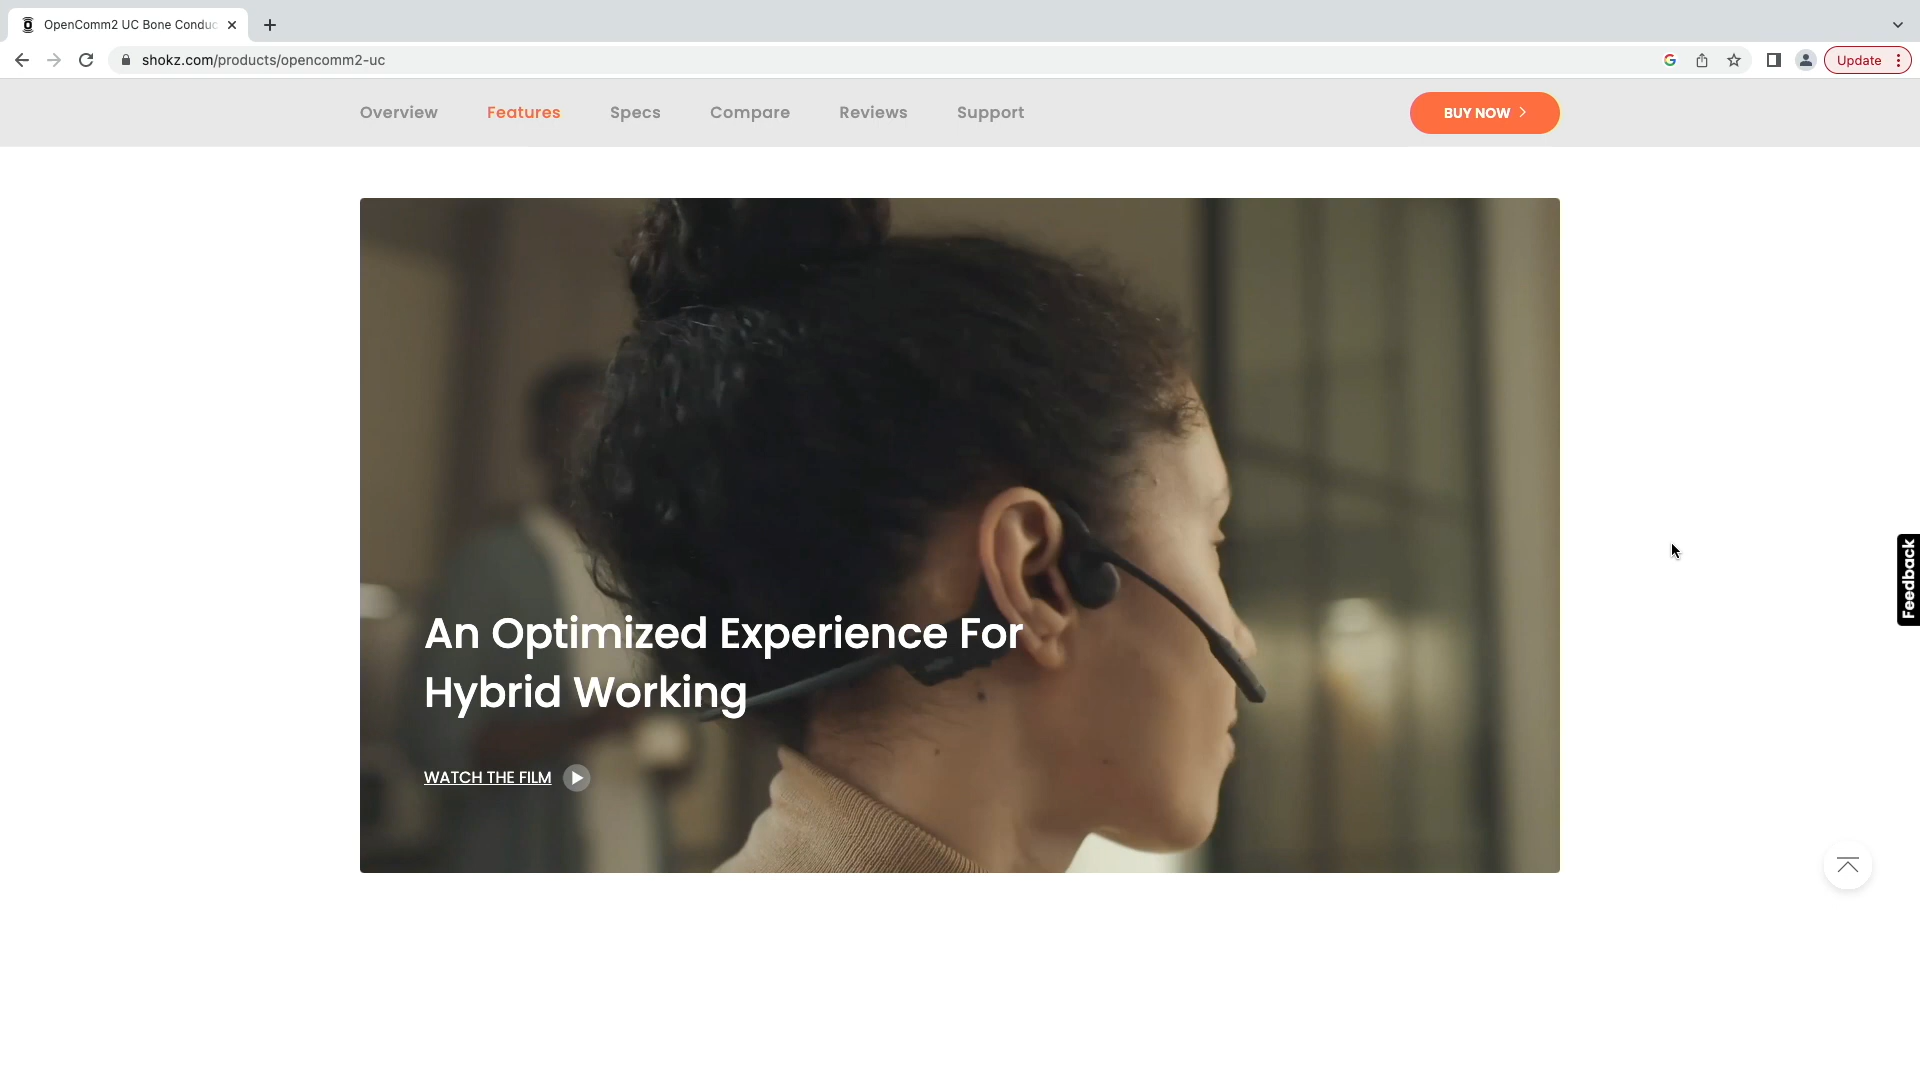 OpenComm2 UC Bone Conduc
shokz.com/products/opencomm2-uc
Update
Overview
Features
Specs
Compare
Reviews
Support
BUY NOW
An Optimized Experience For
Hybrid Working
WATCH THE FILM
Feedback